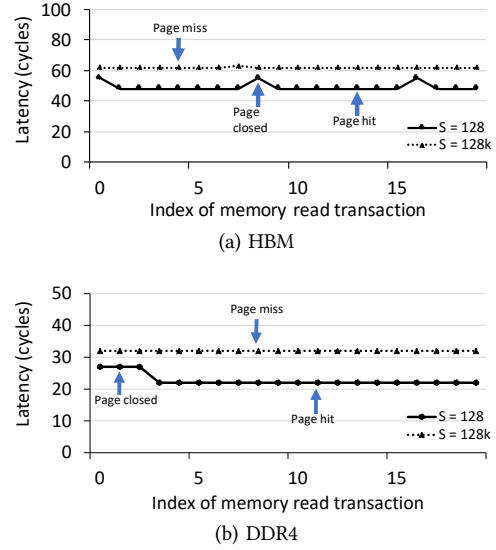 100
80
60
40
20
0
Latency (cycles)
Page miss
Page closed
Page hit
S = 128
S = 128k
0 5 10 15
Index of memory read transaction
(a) HBM
50
40
30
20
10
0
Latency (cycles)
Page miss
Page closed
Page hit
S = 128
S = 128k
0 5 10 15
Index of memory read transaction
(b) DDR4